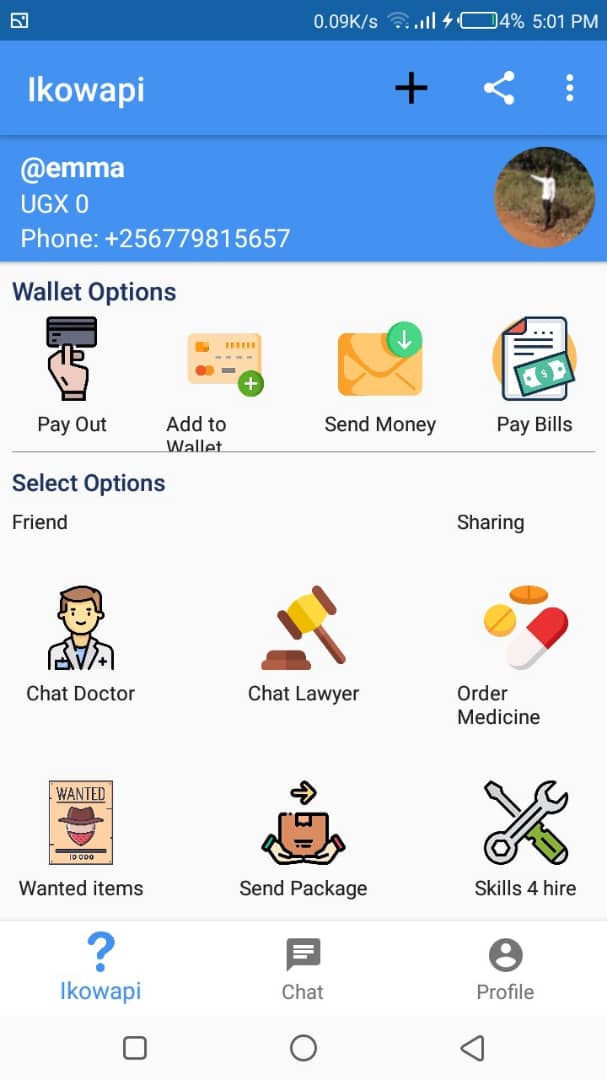 0.09K/s 4% 5:01 PM
Ikowapi
@emma
UGX 0
Phone: +256779815657
Wallet Options
Pay Out
Add to
Wallet
Send Money
Pay Bills
Select Options
Friend
Sharing
Chat Doctor
Chat Lawyer
Order
Medicine
WANTED
10 000
Wanted items
Send Package
Skills 4 hire
Ikowapi
Chat
Profile